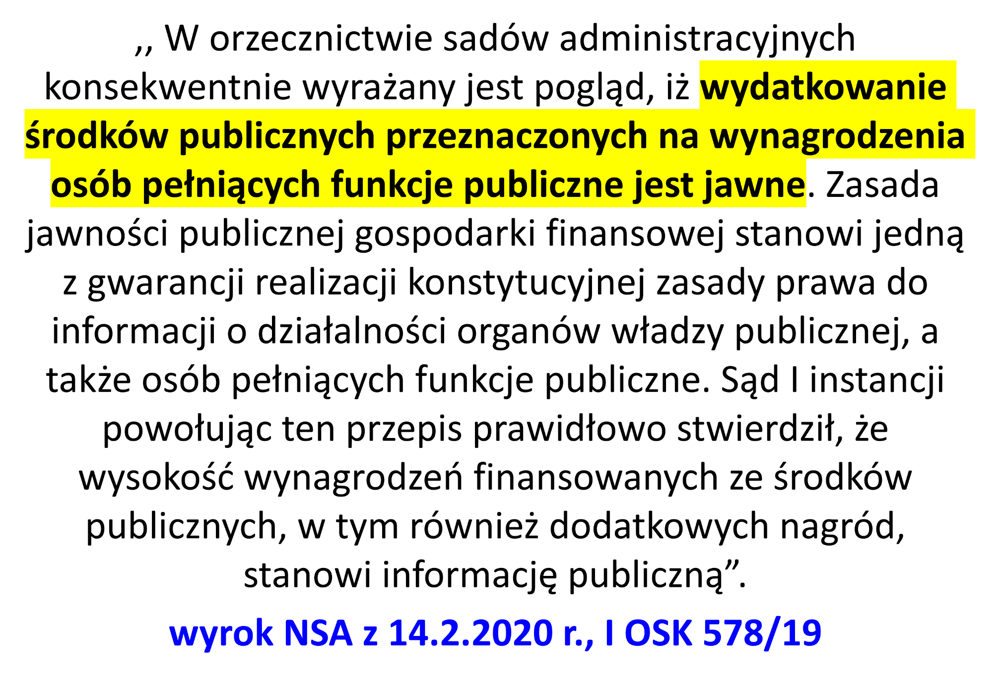 ,, W orzecznictwie sadów administracyjnych
konsekwentnie wyrażany jest pogląd, iż wydatkowanie
środków publicznych przeznaczonych na wynagrodzenia
osób pełniących funkcje publiczne jest jawne. Zasada
jawności publicznej gospodarki finansowej stanowi jedną
z gwarancji realizacji konstytucyjnej zasady prawa do
informacji o działalności organów władzy publicznej, a
także osób pełniących funkcje publiczne. Sąd I instancji
powołując ten przepis prawidłowo stwierdził, że
wysokość wynagrodzeń finansowanych ze środków
publicznych, w tym również dodatkowych nagród,
stanowi informację publiczną”.
wyrok NSA z 14.2.2020 r., I OSK 578/19